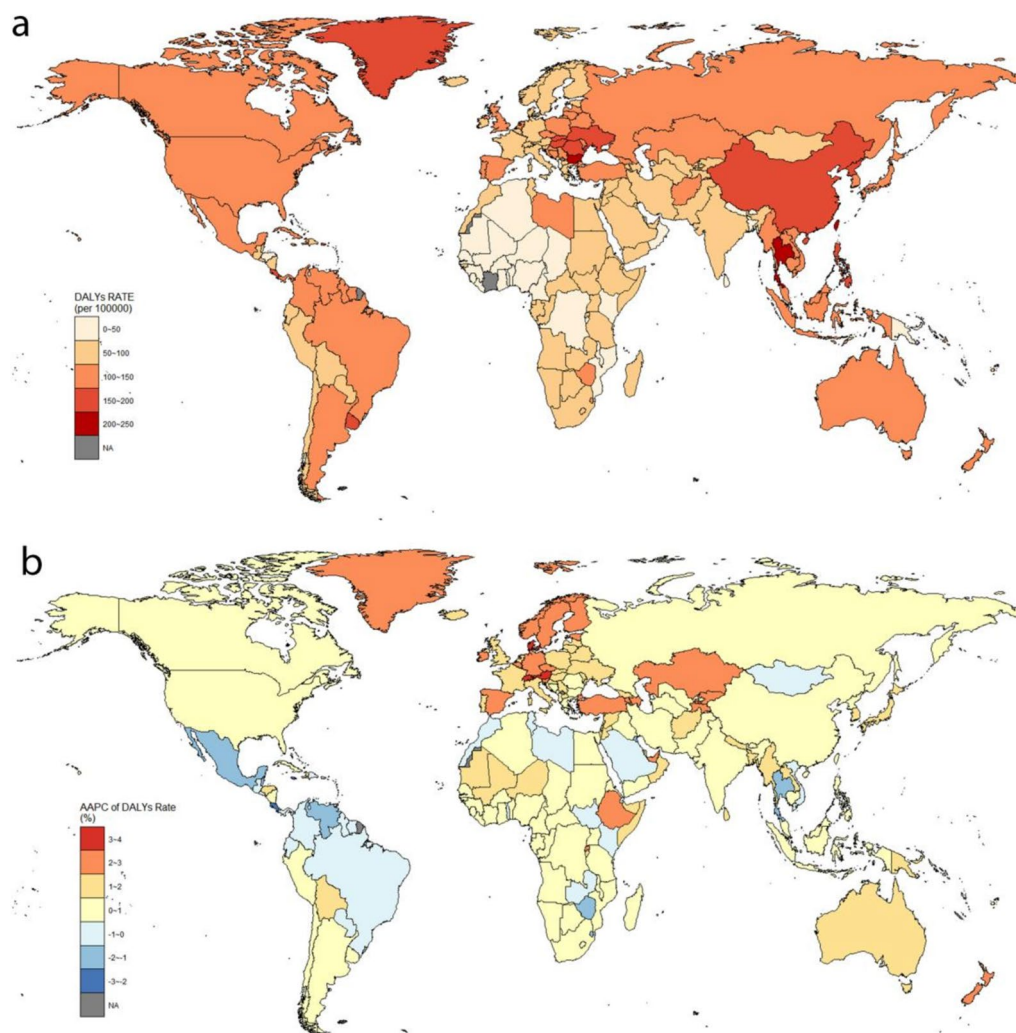 a
DALYs RATE
(per 100000)
0~50
50~100
100~150
150~200
200~250
NA
b
AAPC of DALYs Rate
(%)
3~4
2~3
1~2
0~1
-1~0
-2~-1
-3~-2
NA